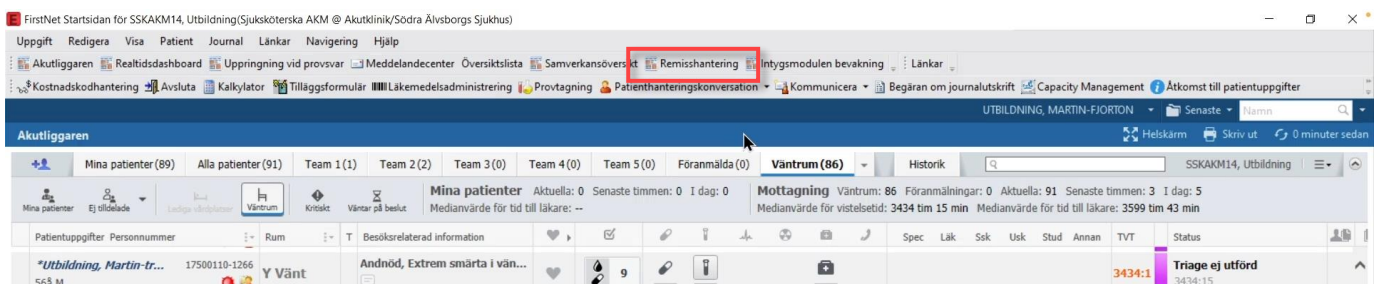 FirstNet Startsidan för SSKAKM14, Utbildning(Sjuksköterska AKM @ Akutklinik/Södra Älvsborgs Sjukhus)
Uppgift Redigera Visa Patient Journal Länkar Navigering Hjälp
Akutliggaren Realtidsdashboard Uppringning vid provsvar Meddelandecenter Översiktslista Samverkansöversikt Remisshantering Intygsmodulen bevakning Länkar
Kostnadskodhantering Avsluta Kalkylator Tilläggsformulär Läkemedelsadministrering Provtagning Patienthanteringskonversation Kommunicera Begäran om journalutskrift Capacity Management Åtkomst till patientuppgifter
UTBILDNING, MARTIN-FJORTON Senaste Namn
Akutliggaren Helskärm Skriv ut 0 minuter sedan
Mina patienter (89) Alla patienter (91) Team 1 (1) Team 2 (2) Team 3 (0) Team 4 (0) Team 5 (0) Föranmälda (0) Väntrum (86) Historik SSKAKM14, Utbildning
Mina patienter Aktuella: 0 Senaste timmen: 0 I dag: 0 Mottagning Väntrum: 86 Föranmälningar: 0 Aktuella: 91 Senaste timmen: 3 I dag: 5
Mina patienter Ej tilldelade Lediga vårdplatser Väntrum Kritiskt Väntar på beslut Medianvärde för tid till läkare: -- Medianvärde för vistelsetid: 3434 tim 15 min Medianvärde för tid till läkare: 3599 tim 43 min
Patientuppgifter Personnummer Rum T Besöksrelaterad information Spec Läk Ssk Usk Stud Annan TVT Status
*Utbildning, Martin-tr... 17500110-1266 Y Vänt Andnöd, Extrem smärta i vän... 9 3434:1 Triage ej utförd
56å M 3434:15